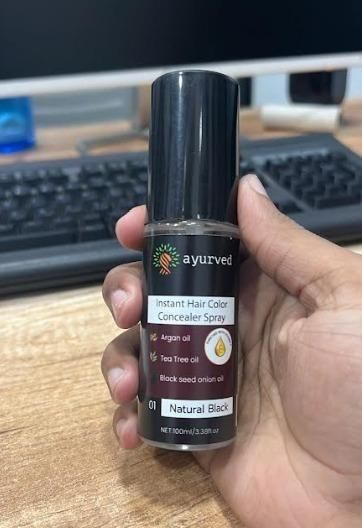 ayurved
Instant Hair Color
Concealer Spray
Argan oil
Tea Tree oil
Black seed onion oil
01 Natural Black
NET:100ml/3.38fl.oz